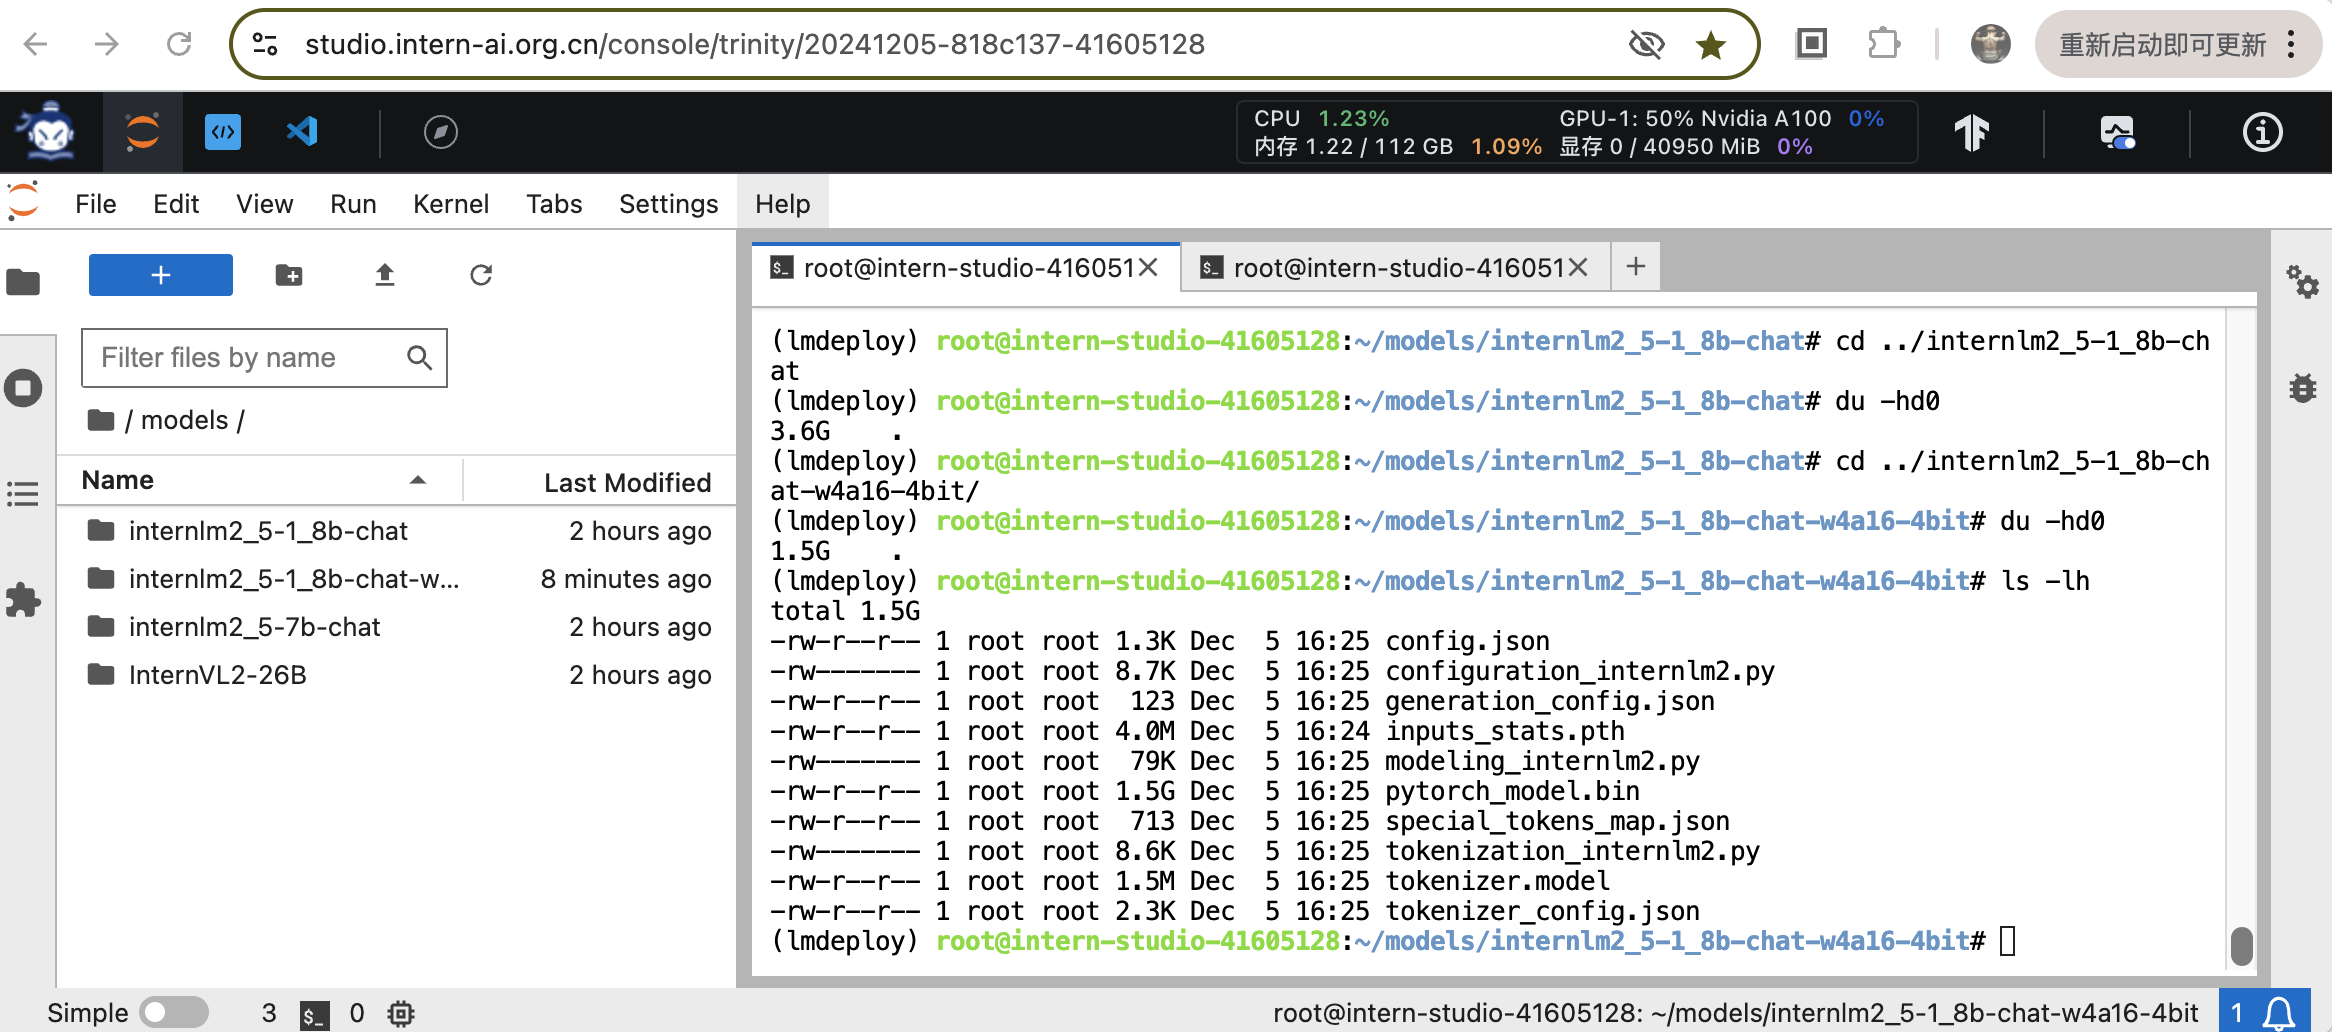 studio.intern-ai.org.cn/console/trinity/20241205-818c137-41605128
重新启动即可更新
CPU 1.23% GPU-1: 50% Nvidia A100 0%
内存 1.22 / 112 GB 1.09% 显存 0 / 40950 MiB 0%
File Edit View Run Kernel Tabs Settings Help
root@intern-studio-416051
root@intern-studio-416051
Filter files by name
/ models /
Name Last Modified
internlm2_5-1_8b-chat 2 hours ago
internlm2_5-1_8b-chat-w... 8 minutes ago
internlm2_5-7b-chat 2 hours ago
InternVL2-26B 2 hours ago
(lmdeploy) root@intern-studio-41605128:~/models/internlm2_5-1_8b-chat# cd ../internlm2_5-1_8b-ch
at
(lmdeploy) root@intern-studio-41605128:~/models/internlm2_5-1_8b-chat# du -hd0
3.6G .
(lmdeploy) root@intern-studio-41605128:~/models/internlm2_5-1_8b-chat# cd ../internlm2_5-1_8b-ch
at-w4a16-4bit/
(lmdeploy) root@intern-studio-41605128:~/models/internlm2_5-1_8b-chat-w4a16-4bit# du -hd0
1.5G .
(lmdeploy) root@intern-studio-41605128:~/models/internlm2_5-1_8b-chat-w4a16-4bit# ls -lh
total 1.5G
-rw-r--r-- 1 root root 1.3K Dec 5 16:25 config.json
-rw------- 1 root root 8.7K Dec 5 16:25 configuration_internlm2.py
-rw-r--r-- 1 root root 123 Dec 5 16:25 generation_config.json
-rw-r--r-- 1 root root 4.0M Dec 5 16:24 inputs_stats.pth
-rw------- 1 root root 79K Dec 5 16:25 modeling_internlm2.py
-rw-r--r-- 1 root root 1.5G Dec 5 16:25 pytorch_model.bin
-rw-r--r-- 1 root root 713 Dec 5 16:25 special_tokens_map.json
-rw------- 1 root root 8.6K Dec 5 16:25 tokenization_internlm2.py
-rw-r--r-- 1 root root 1.5M Dec 5 16:25 tokenizer.model
-rw-r--r-- 1 root root 2.3K Dec 5 16:25 tokenizer_config.json
(lmdeploy) root@intern-studio-41605128:~/models/internlm2_5-1_8b-chat-w4a16-4bit#
Simple 3 0 root@intern-studio-41605128: ~/models/internlm2_5-1_8b-chat-w4a16-4bit 1